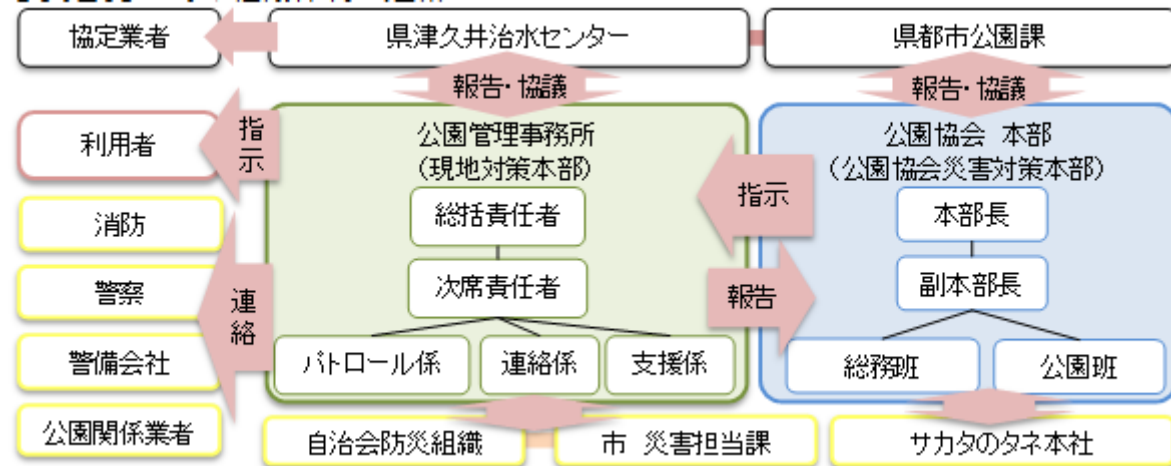 協定業者
県津久井治水センター
県都市公園課
報告・協議
報告・協議
利用者
指示
公園管理事務所
(現地対策本部)
公園協会 本部
(公園協会災害対策本部)
総括責任者
指示
本部長
消防
次席責任者
副本部長
警察
連絡
報告
警備会社
パトロール係
連絡係
支援係
総務班
公園班
公園関係業者
自治会防災組織
市 災害担当課
サカタのタネ本社